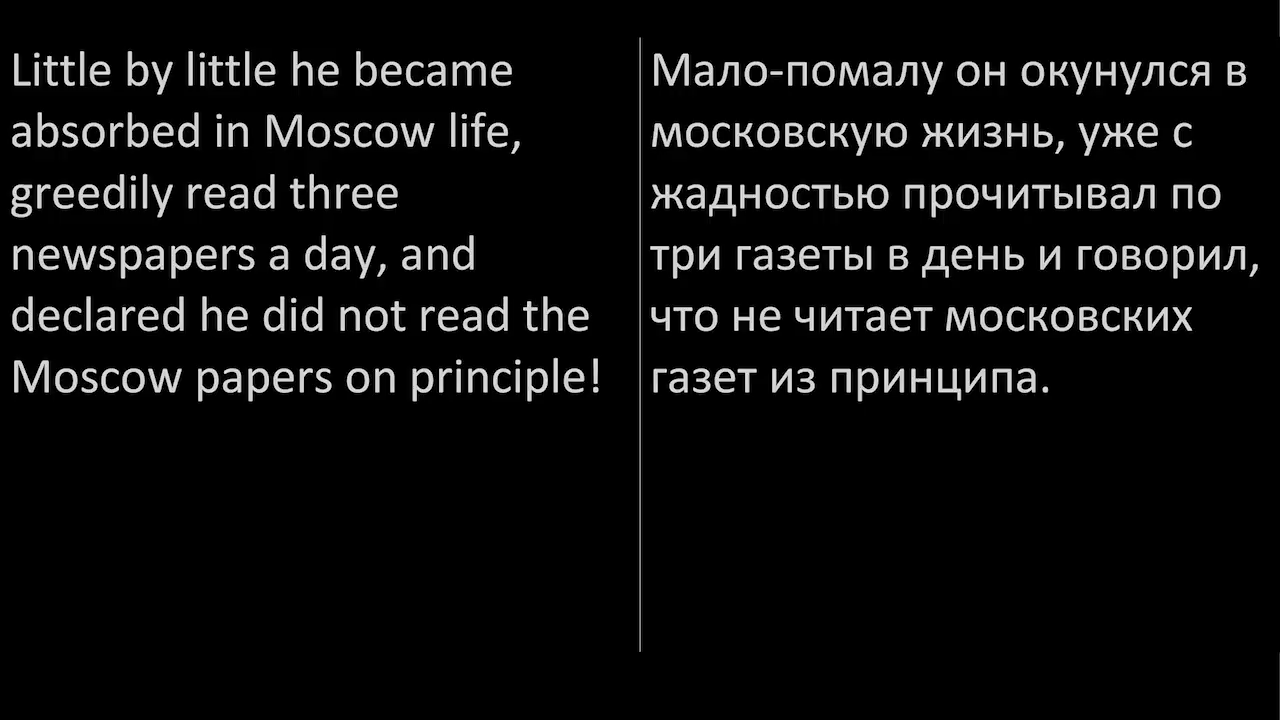 Little by little he became
absorbed in Moscow life,
greedily read three
newspapers a day, and
declared he did not read the
Moscow papers on principle!
Мало-помалу он окунулся в
московскую жизнь, уже с
жадностью прочитывал по
три газеты в день и говорил,
что не читает московских
газет из принципа.